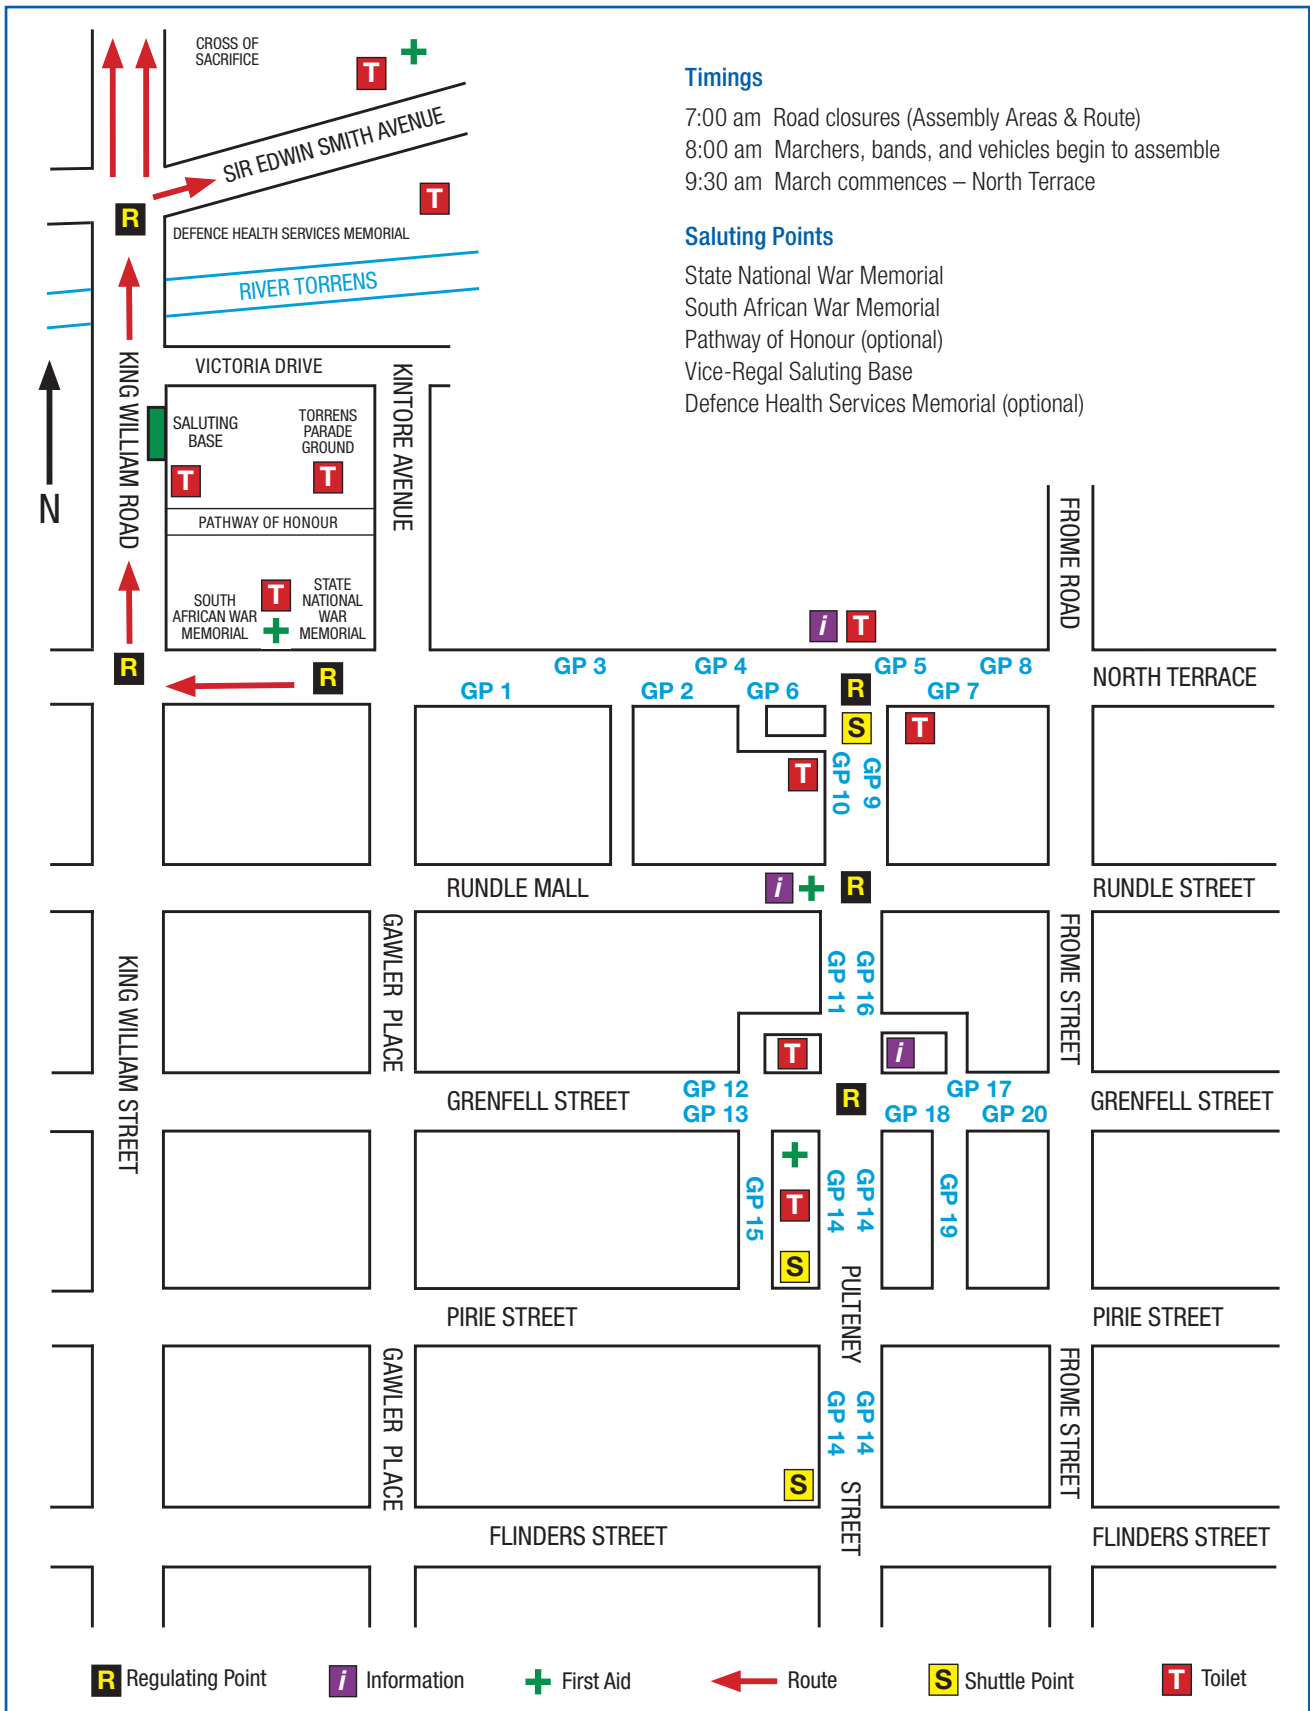 CROSS OF
SACRIFICE
T
SIR EDWIN SMITH AVENUE
T
R
DEFENCE HEALTH SERVICES MEMORIAL
RIVER TORRENS
VICTORIA DRIVE
KING WILLIAM ROAD
KINTORE AVENUE
N
SALUTING
BASE
T
TORRENS
PARADE
GROUND
T
PATHWAY OF HONOUR
SOUTH
AFRICAN WAR
MEMORIAL
T
STATE
NATIONAL
WAR
MEMORIAL
R
R
Timings
7:00 am Road closures (Assembly Areas & Route)
8:00 am Marchers, bands, and vehicles begin to assemble
9:30 am March commences – North Terrace
Saluting Points
State National War Memorial
South African War Memorial
Pathway of Honour (optional)
Vice-Regal Saluting Base
Defence Health Services Memorial (optional)
FROME ROAD
i
T
GP 3
GP 4
GP 5
GP 8
NORTH TERRACE
GP 1
GP 2
GP 6
R
GP 7
S
T
T
GP 10
GP 9
RUNDLE MALL
i
R
RUNDLE STREET
KING WILLIAM STREET
GAWLER PLACE
GP 11
GP 16
FROME STREET
T
i
GP 12
GP 13
GRENFELL STREET
R
GP 17
GP 18
GP 20
GRENFELL STREET
GP 15
T
S
GP 14
GP 14
GP 19
PIRIE STREET
PULTENEY STREET
PIRIE STREET
GAWLER PLACE
GP 14
GP 14
FROME STREET
S
FLINDERS STREET
FLINDERS STREET
R Regulating Point
i Information
First Aid
Route
S Shuttle Point
T Toilet